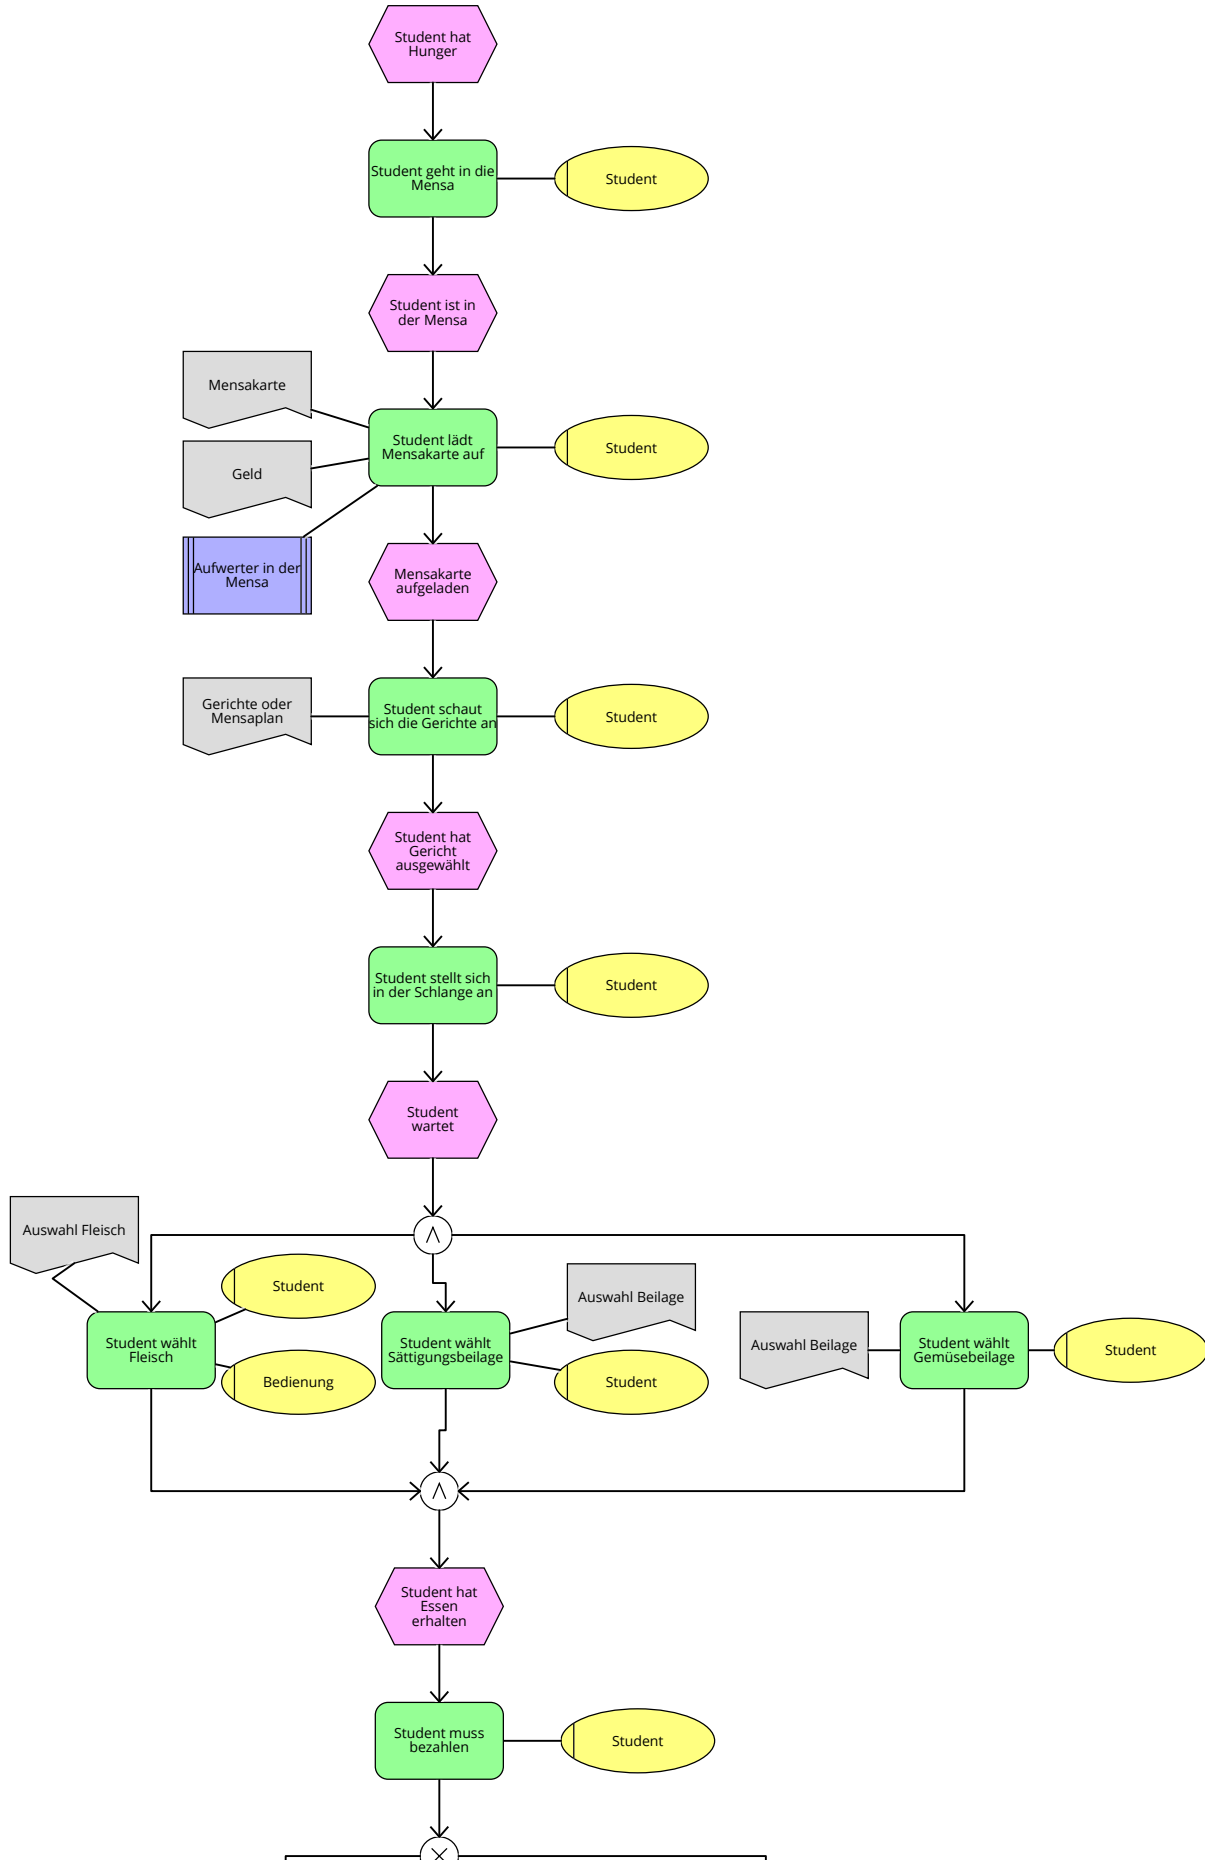 Student hat
Hunger
Student geht in die
Mensa
Student
Student ist in
der Mensa
Mensakarte
Student lädt
Mensakarte auf
Student
Geld
Aufwerter in der
Mensa
Mensakarte
aufgeladen
Gerichte oder
Mensaplan
Student schaut
sich die Gerichte an
Student
Student hat
Gericht
ausgewählt
Student stellt sich
in der Schlange an
Student
Student
wartet
Auswahl Fleisch
Student
Auswahl Beilage
Student wählt
Fleisch
Bedienung
Student wählt
Sättigungsbeilage
Student
Auswahl Beilage
Student wählt
Gemüsebeilage
Student
Student hat
Essen
erhalten
Student muss
bezahlen
Student